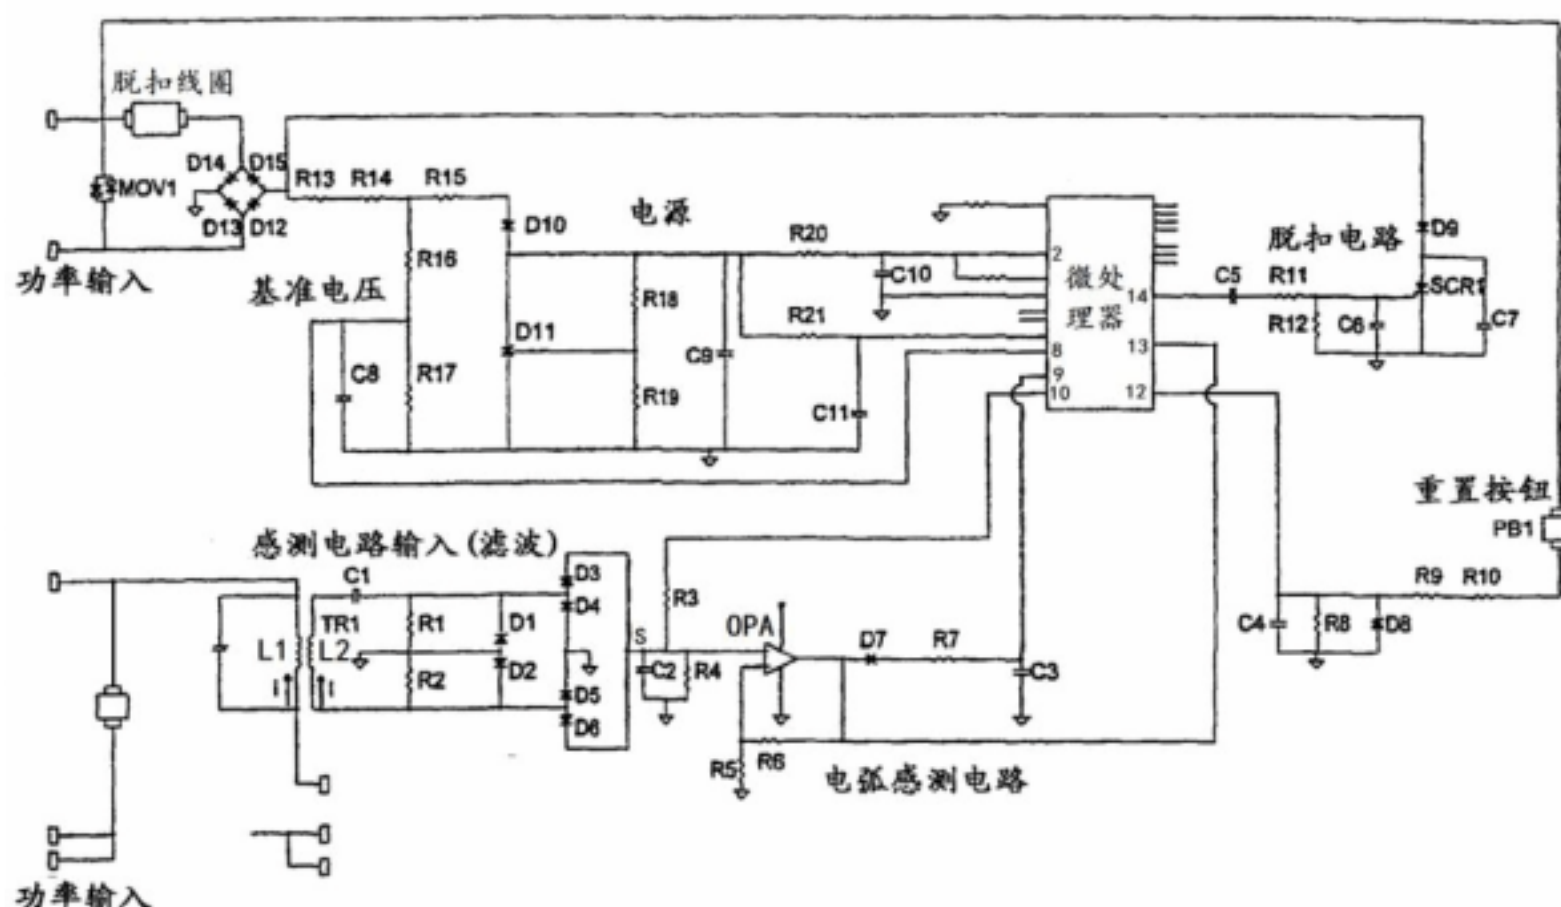 脱扣线圈
D14 D15
MOV1
D13 D12
功率输入
R13 R14 R15
D10
电源
R20
2
C10
微处
理器
14
C5 R11
脱扣电路
D9
SCR1
R12 C6 C7
R16
基准电压
R18
D11
R21
C9
8
13
C8 R17
R19
9
10
12
C11
重置按钮
PB1
感测电路输入(滤波)
C1
D3
R3
R9 R10
D4
TR1 R1 D1
OPA
C4 R8 D8
L1 L2
S
D7 R7
i i
R2 D2
C2 R4
C3
D5
D6
R5 R6
电弧感测电路
功率输入